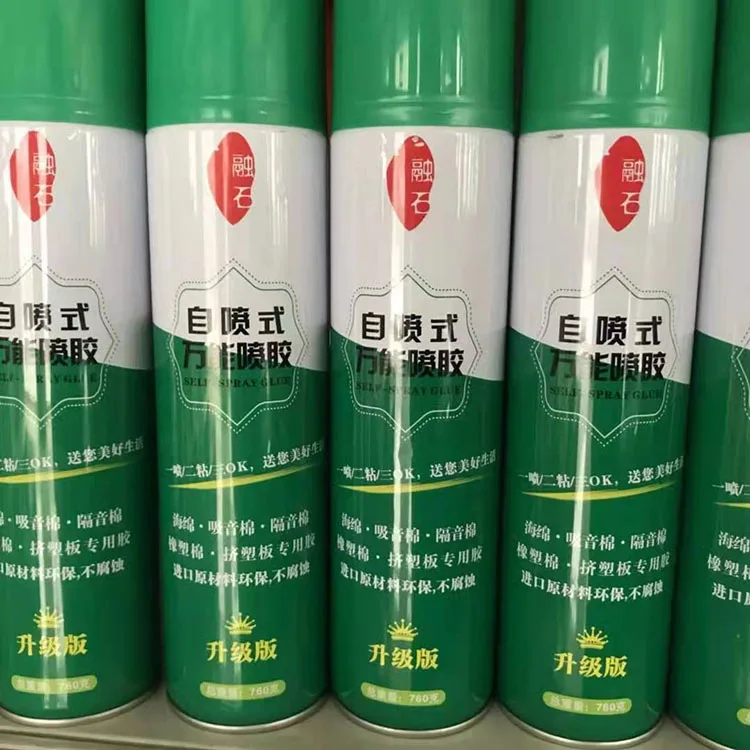 融石
自喷式
万能喷胶
SELF-SPRAY GLUE
一喷/二粘/三OK，送您美好生活
海绵·吸音棉·隔音棉
橡塑棉·挤塑板专用胶
进口原材料环保,不腐蚀
升级版
总重量：760克